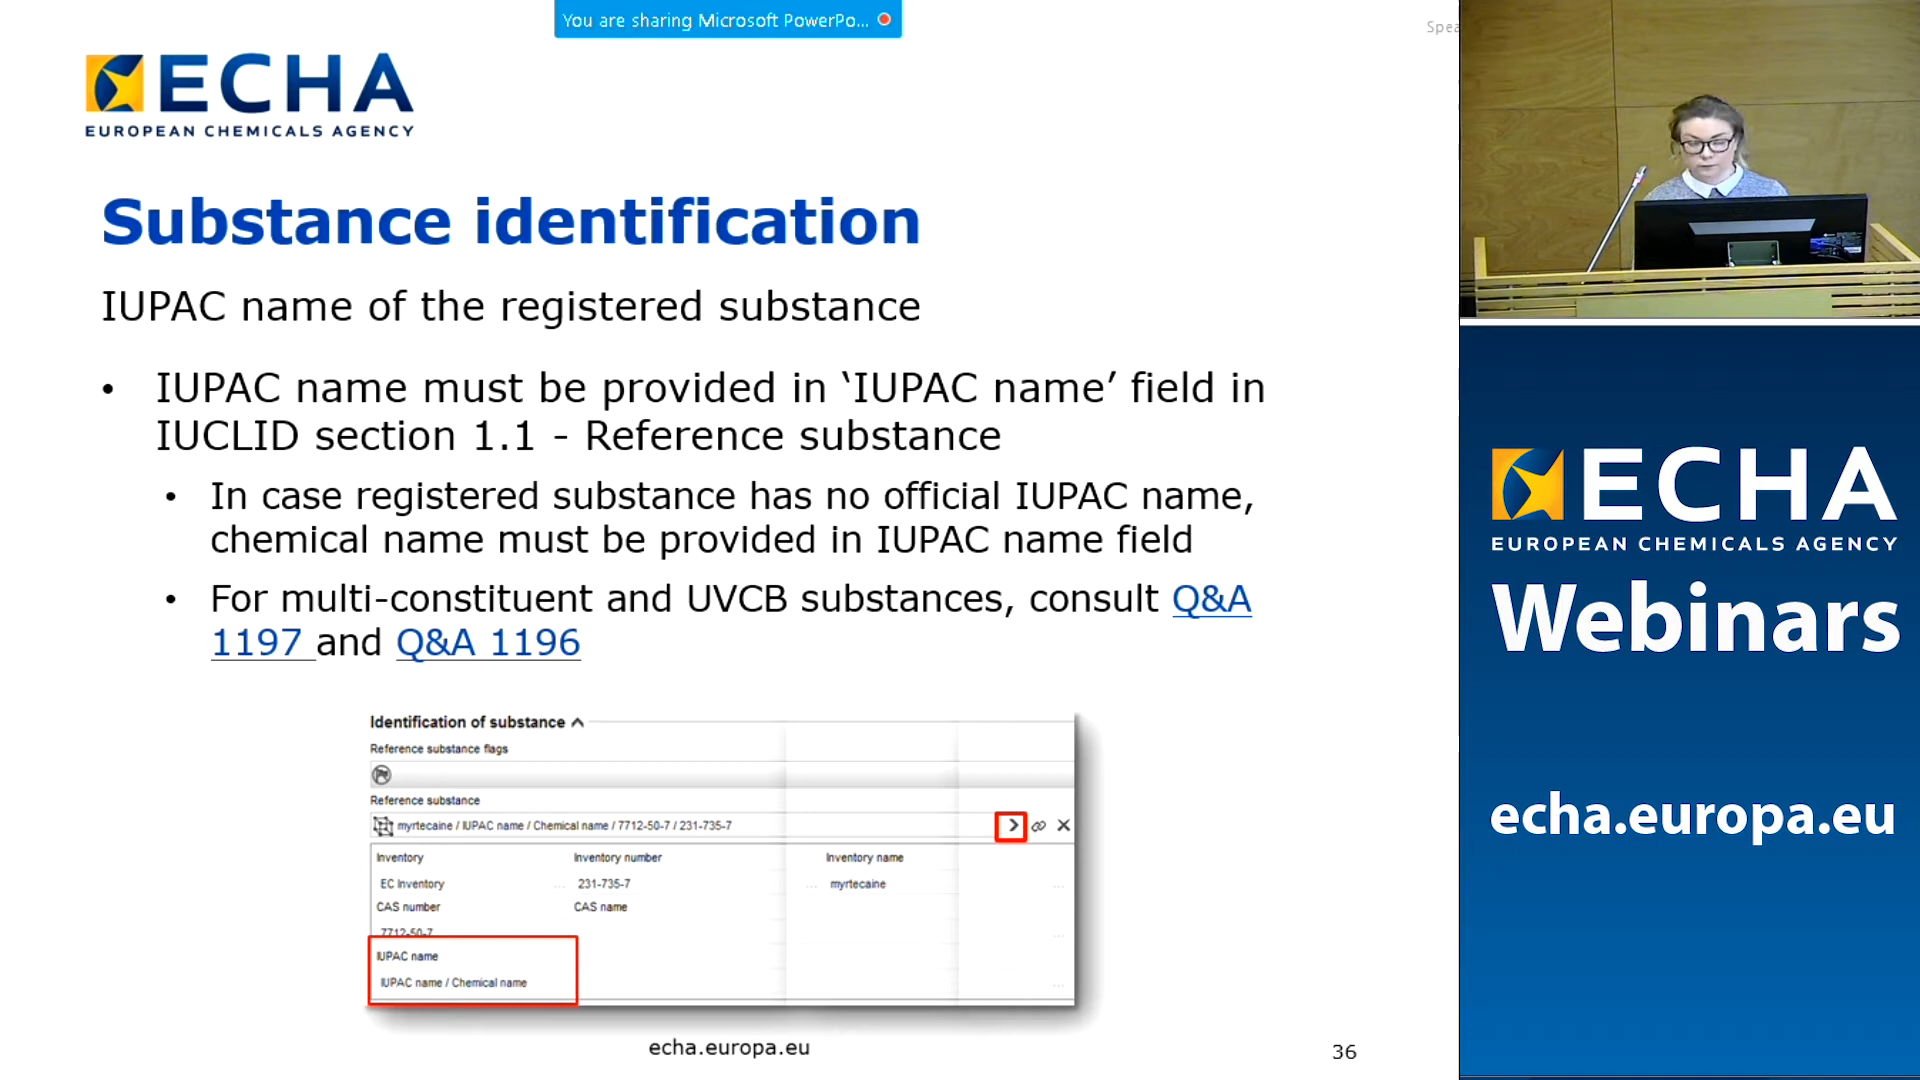 You are sharing Microsoft PowerPo...
ECHA
EUROPEAN CHEMICALS AGENCY
Substance identification
IUPAC name of the registered substance
• IUPAC name must be provided in ‘IUPAC name’ field in
IUCLID section 1.1 - Reference substance
• In case registered substance has no official IUPAC name,
chemical name must be provided in IUPAC name field
• For multi-constituent and UVCB substances, consult Q&A
1197 and Q&A 1196
Identification of substance
Reference substance flags
Reference substance
myrtecaine / IUPAC name / Chemical name / 7712-50-7 / 231-735-7
Inventory Inventory number Inventory name
EC Inventory ... 231-735-7 ... myrtecaine ...
CAS number CAS name
7712-50-7 ...
IUPAC name
IUPAC name / Chemical name ...
echa.europa.eu
36
ECHA
EUROPEAN CHEMICALS AGENCY
Webinars
echa.europa.eu